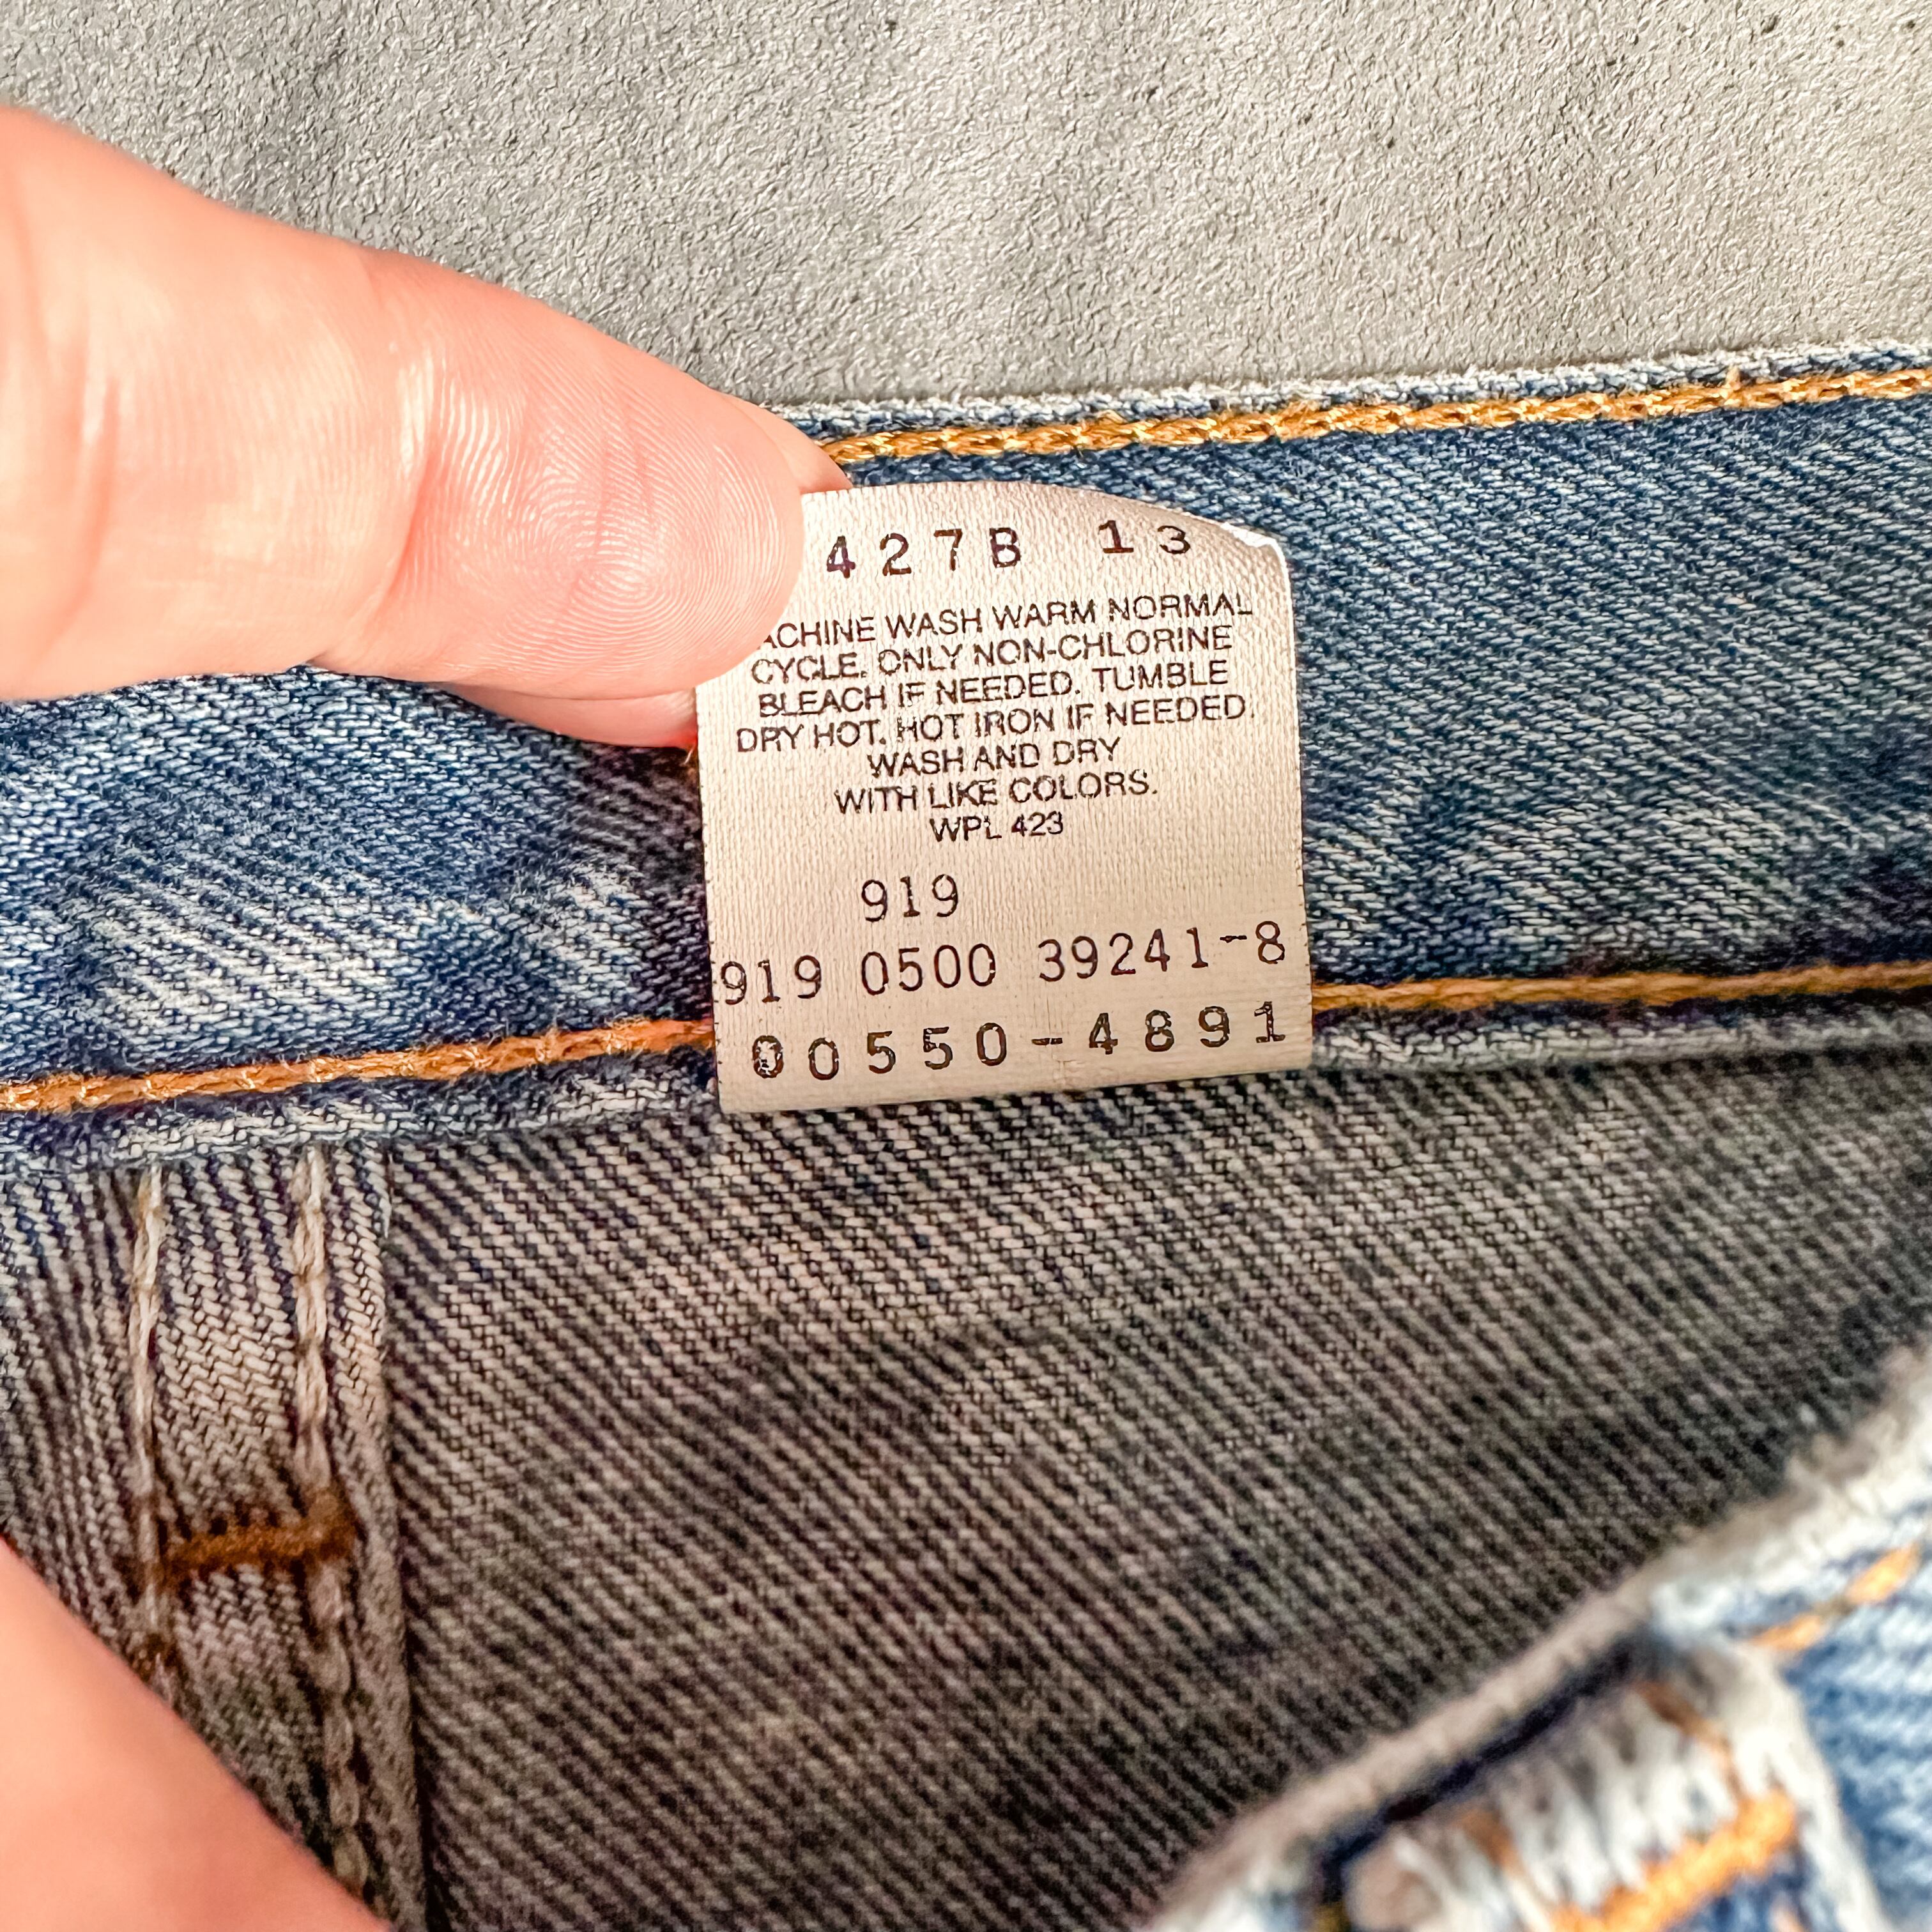 427B 13
ACHINE WASH WARM NORMAL
CYCLE. ONLY NON-CHLORINE
BLEACH IF NEEDED. TUMBLE
DRY HOT. HOT IRON IF NEEDED.
WASH AND DRY
WITH LIKE COLORS.
WPL 423
919
919 0500 39241-8
00550-4891